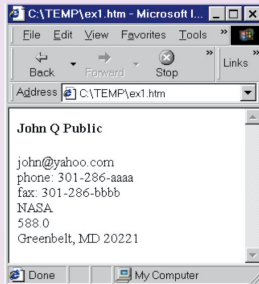 C:\TEMP\ex1.htm - Microsoft I...
File Edit View Favorites Tools »
Back Forward Stop » Links »
Address C:\TEMP\ex1.htm
John Q Public
john@yahoo.com
phone: 301-286-aaaa
fax: 301-286-bbbb
NASA
588.0
Greenbelt, MD 20221
Done My Computer